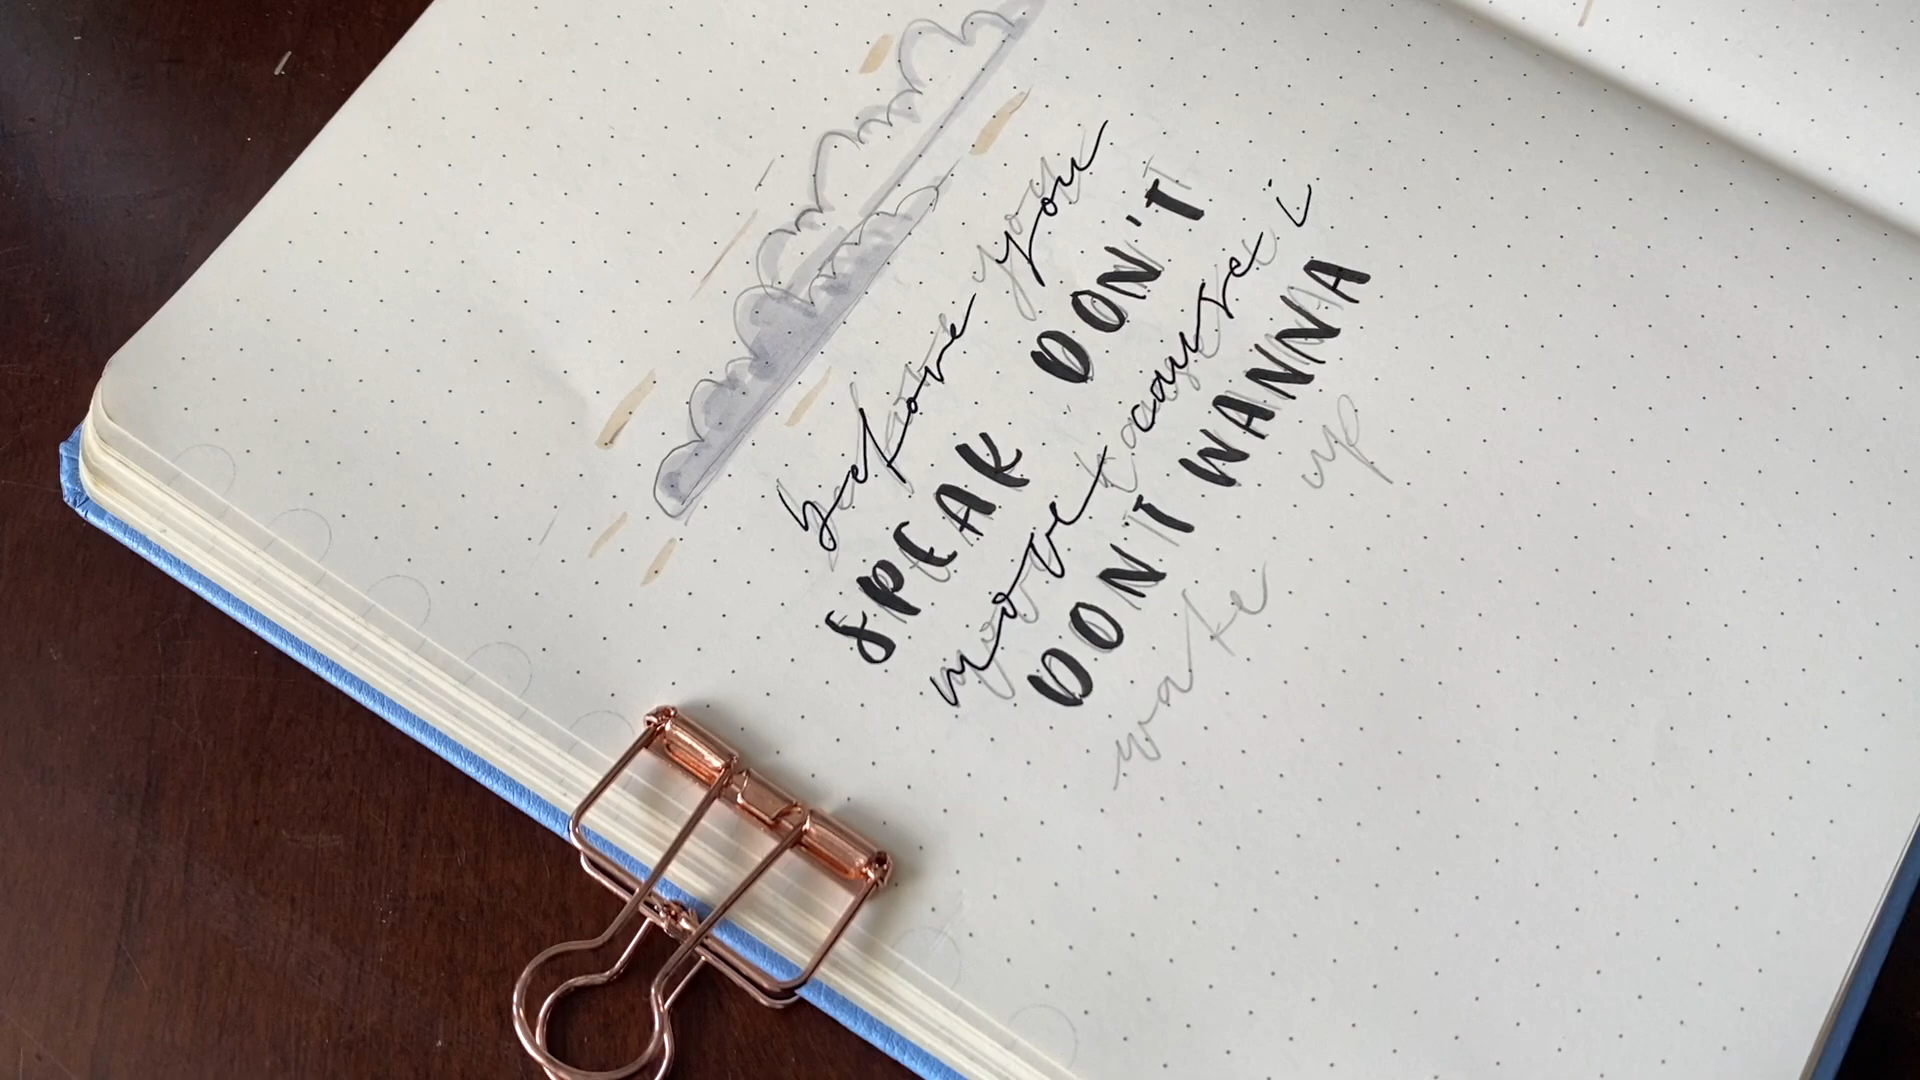 before you
SPEAK DON'T
move cause i
DON'T WANNA
wake up